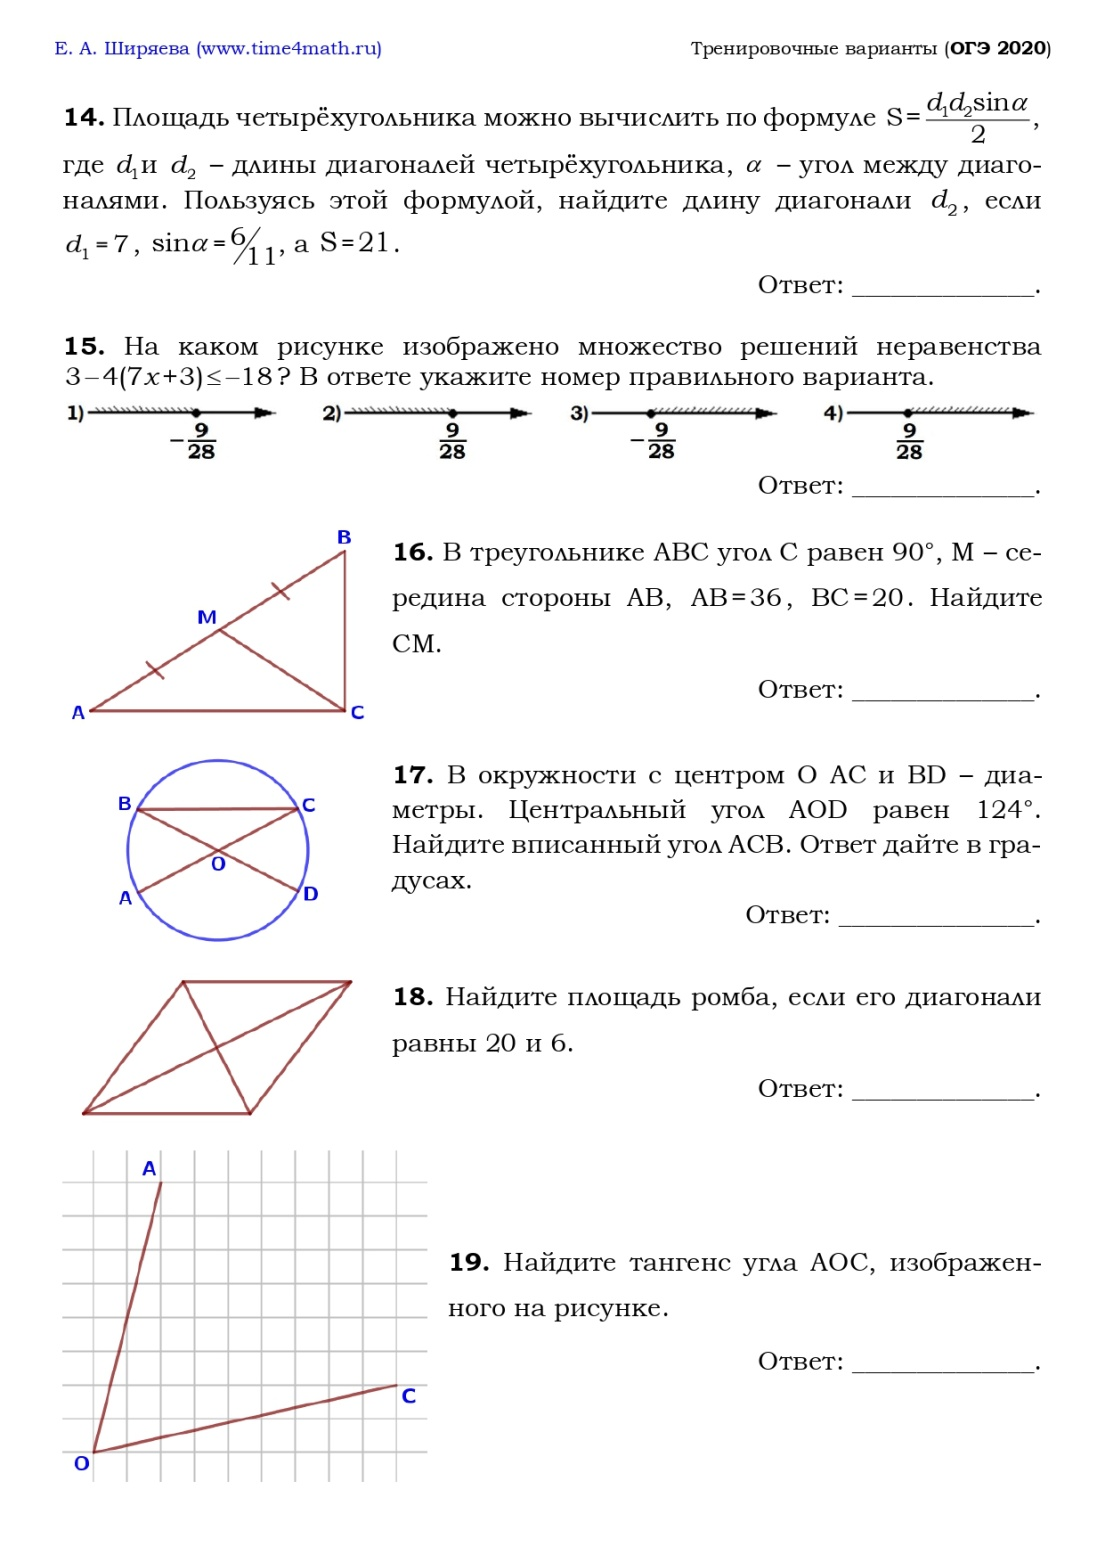 Е. А. Ширяева (www.time4math.ru)
Тренировочные варианты (ОГЭ 2020)
14. Площадь четырёхугольника можно вычислить по формуле S = d₁d₂sinα / 2,
где d₁ и d₂ – длины диагоналей четырёхугольника, α – угол между диаго-
налями. Пользуясь этой формулой, найдите длину диагонали d₂, если
d₁ = 7, sinα = 6/11, а S = 21.
Ответ: ______________.
15. На каком рисунке изображено множество решений неравенства
3–4(7x+3)≤–18? В ответе укажите номер правильного варианта.
1) 2) 3) 4)
–9/28 9/28 –9/28 9/28
Ответ: ______________.
B
M
A
C
16. В треугольнике ABC угол C равен 90°, M – се-
редина стороны AB, AB=36, BC=20. Найдите
CM.
Ответ: ______________.
B
C
O
A
D
17. В окружности с центром O AC и BD – диа-
метры. Центральный угол AOD равен 124°.
Найдите вписанный угол ACB. Ответ дайте в гра-
дусах.
Ответ: _______________.
18. Найдите площадь ромба, если его диагонали
равны 20 и 6.
Ответ: ______________.
A
C
O
19. Найдите тангенс угла AOC, изображен-
ного на рисунке.
Ответ: ______________.